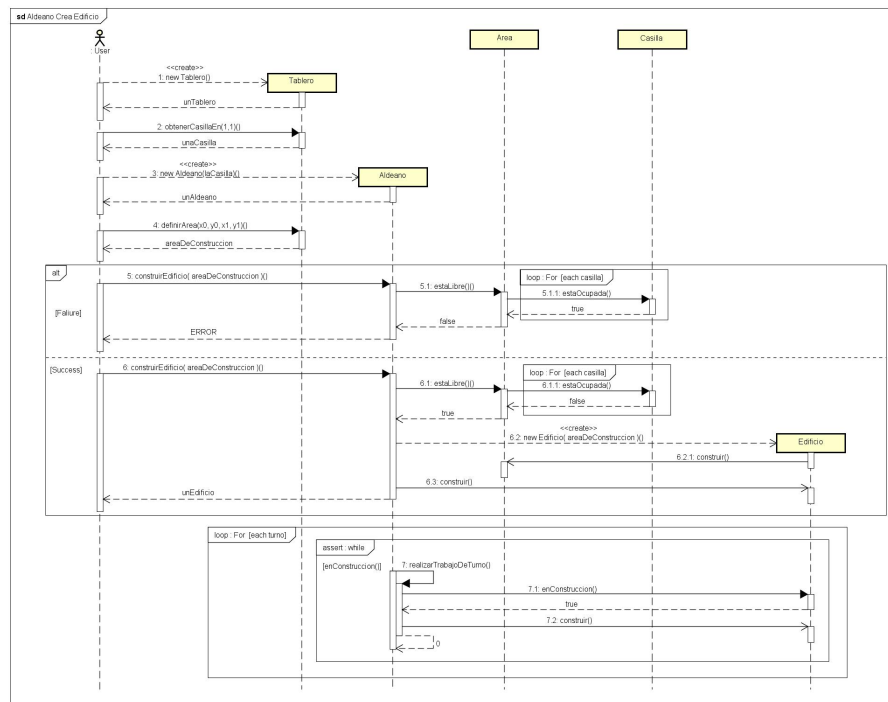 sd Aldeano Crea Edificio
: User
Area
Casilla
<<create>>
1: new Tablero()
Tablero
unTablero
2: obtenerCasillaEn(1,1)()
unaCasilla
<<create>>
3: new Aldeano(laCasilla)()
Aldeano
unAldeano
4: definirArea(x0, y0, x1, y1)()
areaDeConstruccion
alt
[Faliure]
5: construirEdificio( areaDeConstruccion )()
5.1: estaLibre()()
loop : For [each casilla]
5.1.1: estaOcupada()
true
false
ERROR
[Success]
6: construirEdificio( areaDeConstruccion )()
6.1: estaLibre()()
loop : For [each casilla]
6.1.1: estaOcupada()
false
true
<<create>>
6.2: new Edificio( areaDeConstruccion )()
Edificio
6.2.1: construir()
6.3: construir()
unEdificio
loop : For [each turno]
assert : while
[enConstruccion()]
7: realizarTrabajoDeTurno()
7.1: enConstruccion()
true
7.2: construir()
()